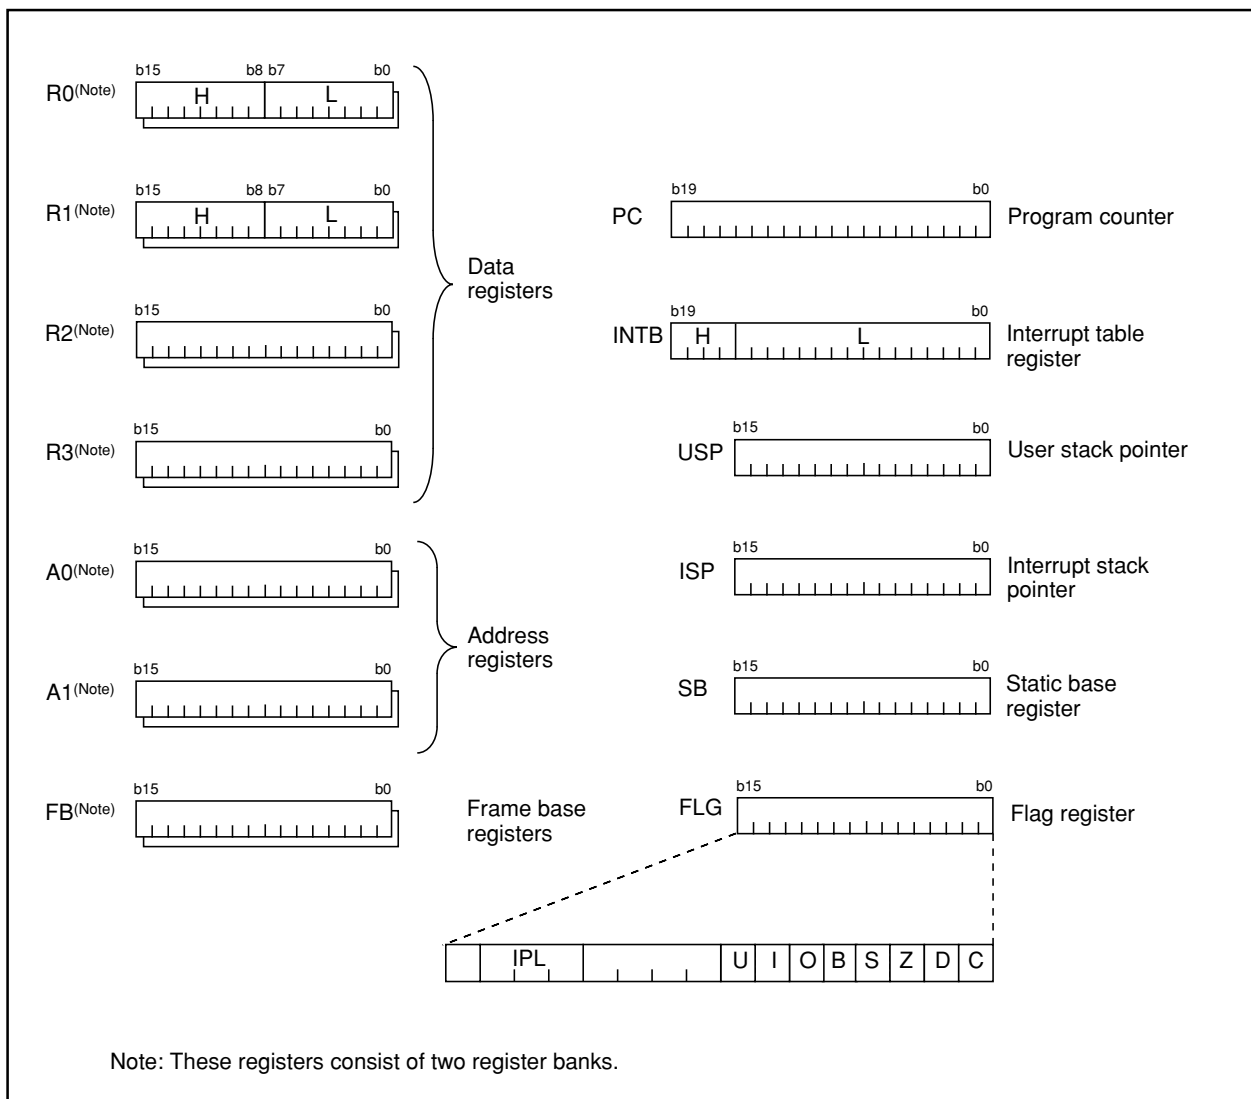 b15 b8 b7 b0
R0(Note) H L
b15 b8 b7 b0
R1(Note) H L
b15 b0
R2(Note)
b15 b0
R3(Note)
Data
registers
b15 b0
A0(Note)
b15 b0
A1(Note)
Address
registers
b15 b0
FB(Note)
Frame base
registers
b19 b0
PC Program counter
b19 b0
INTB H L Interrupt table
register
b15 b0
USP User stack pointer
b15 b0
ISP Interrupt stack
pointer
b15 b0
SB Static base
register
b15 b0
FLG Flag register
IPL U I O B S Z D C
Note: These registers consist of two register banks.